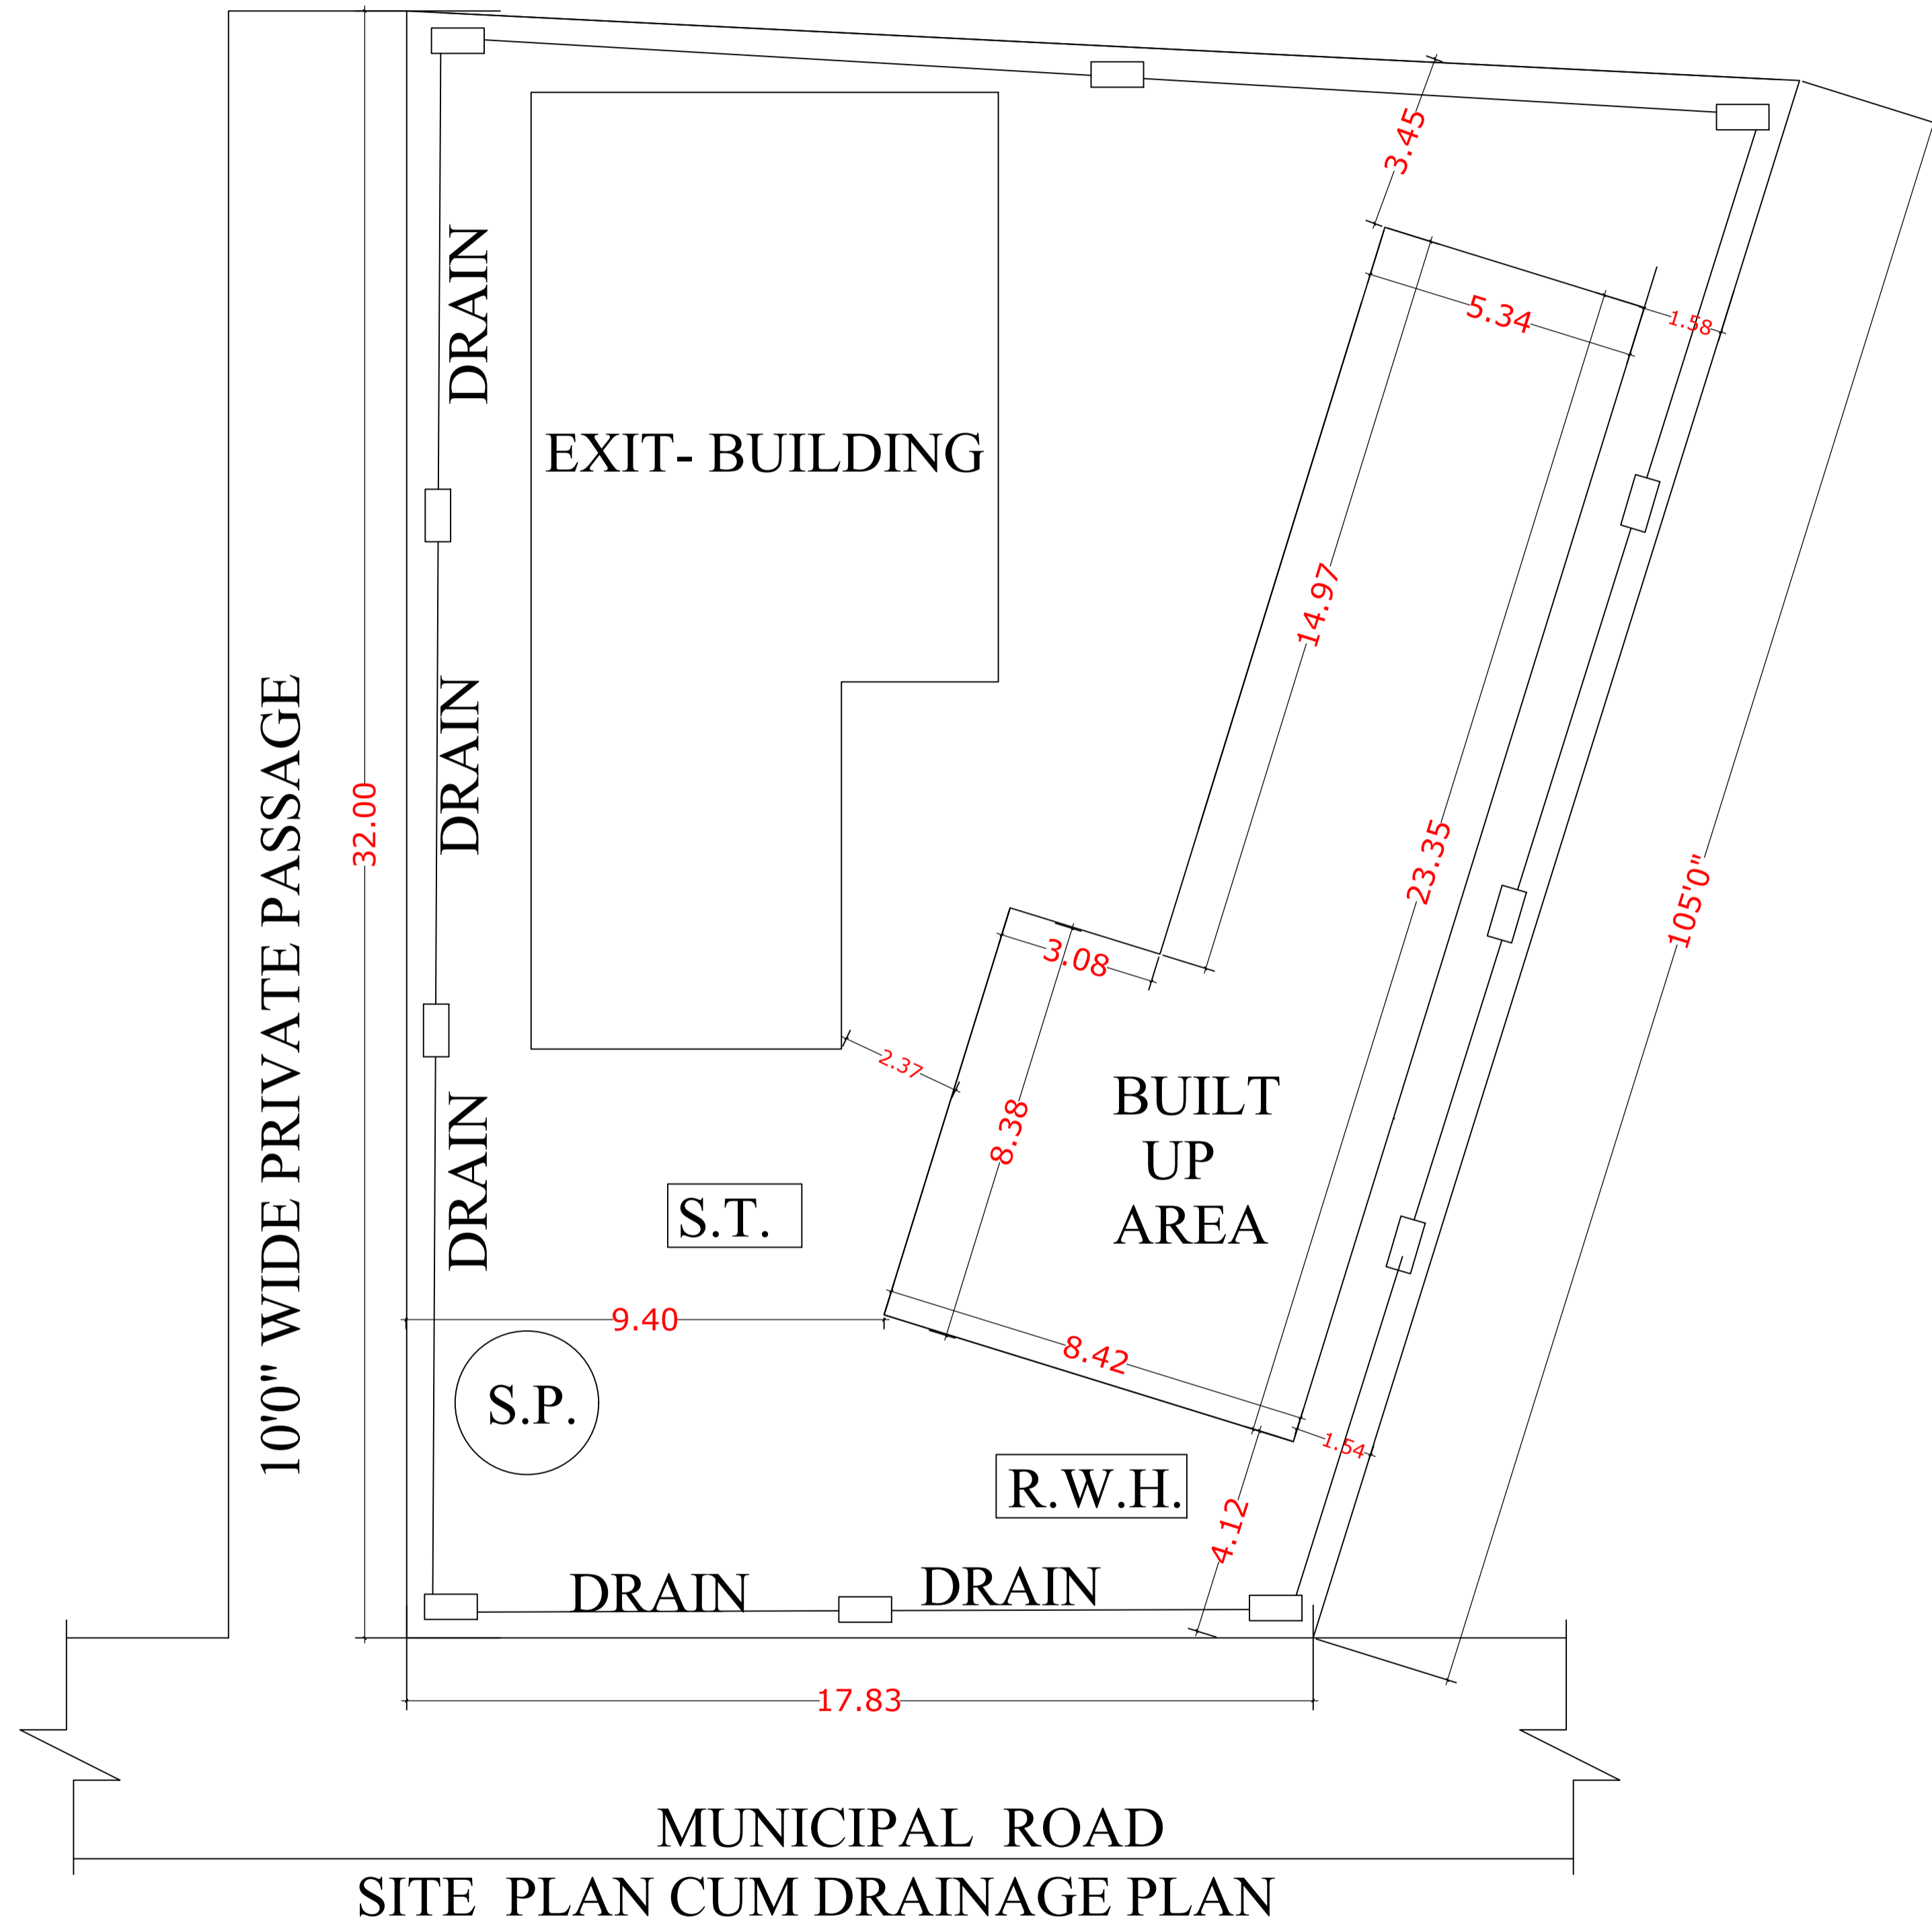 3.45
DRAIN
5.34
1.58
EXIT- BUILDING
14.97
10'0" WIDE PRIVATE PASSAGE
32.00
DRAIN
23.35
105'0"
3.08
2.37
8.38
BUILT
UP
AREA
DRAIN
S.T.
9.40
8.42
S.P.
1.54
R.W.H.
4.12
DRAIN
DRAIN
17.83
MUNICIPAL ROAD
SITE PLAN CUM DRAINAGE PLAN